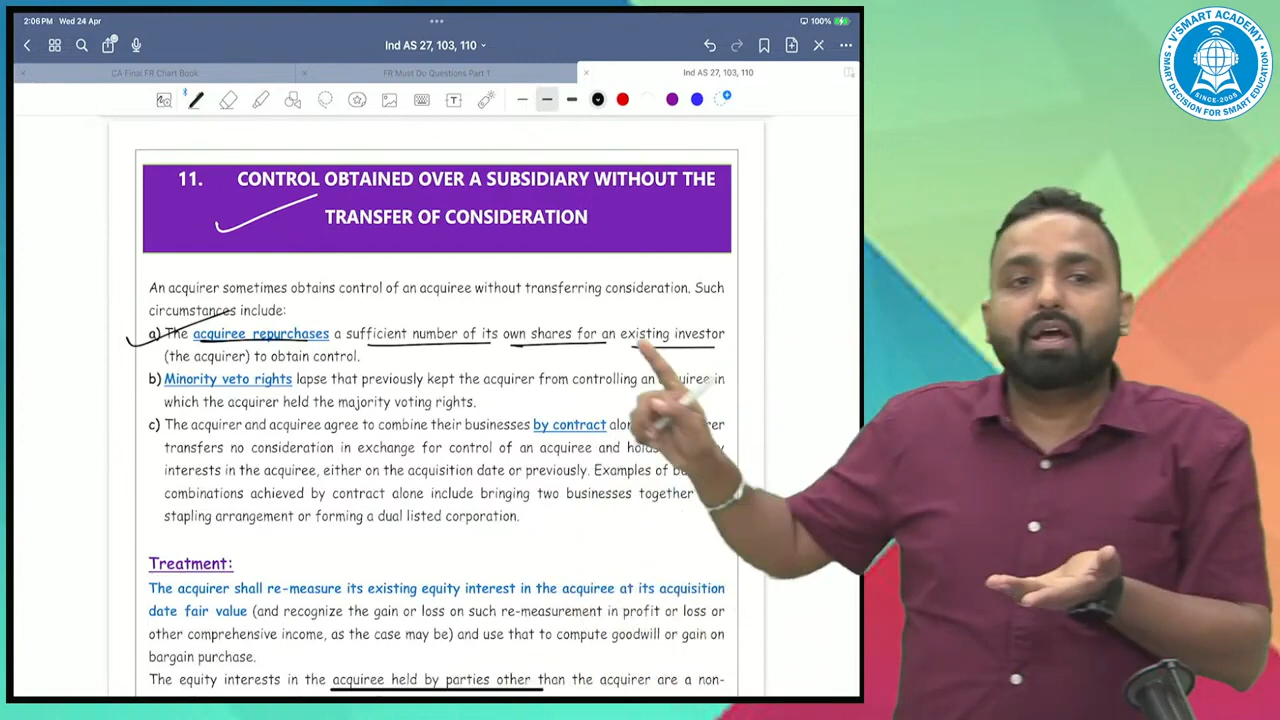 2:06PM Wed 24 Apr
100%
Ind AS 27, 103, 110
CA Final FR Chart Book
FR Must Do Questions Part 1
Ind AS 27, 103, 110
V'SMART ACADEMY
SMART DECISION FOR SMART EDUCATION
SINCE-2008
11. CONTROL OBTAINED OVER A SUBSIDIARY WITHOUT THE
TRANSFER OF CONSIDERATION
An acquirer sometimes obtains control of an acquiree without transferring consideration. Such
circumstances include:
a) The acquiree repurchases a sufficient number of its own shares for an existing investor
(the acquirer) to obtain control.
b) Minority veto rights lapse that previously kept the acquirer from controlling an in
which the acquirer held the majority voting rights.
c) The acquirer and acquiree agree to combine their businesses by contract
transfers no consideration in exchange for control of an acquiree and
interests in the acquiree, either on the acquisition date or previously. Examples of
combinations achieved by contract alone include bringing two businesses together
stapling arrangement or forming a dual listed corporation.
Treatment:
The acquirer shall re-measure its existing equity interest in the acquiree at its acquisition
date fair value (and recognize the gain or loss on such re-measurement in profit or loss or
other comprehensive income, as the case may be) and use that to compute goodwill or gain on
bargain purchase.
The equity interests in the acquiree held by parties other than the acquirer are a non-